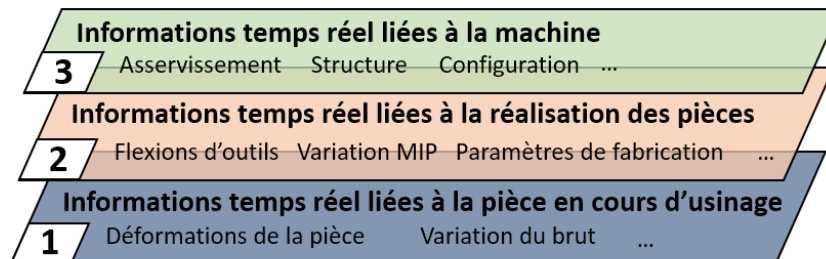 Informations temps réel liées à la machine
3 Asservissement Structure Configuration ...
Informations temps réel liées à la réalisation des pièces
2 Flexions d'outils Variation MIP Paramètres de fabrication ...
Informations temps réel liées à la pièce en cours d'usinage
1 Déformations de la pièce Variation du brut ...